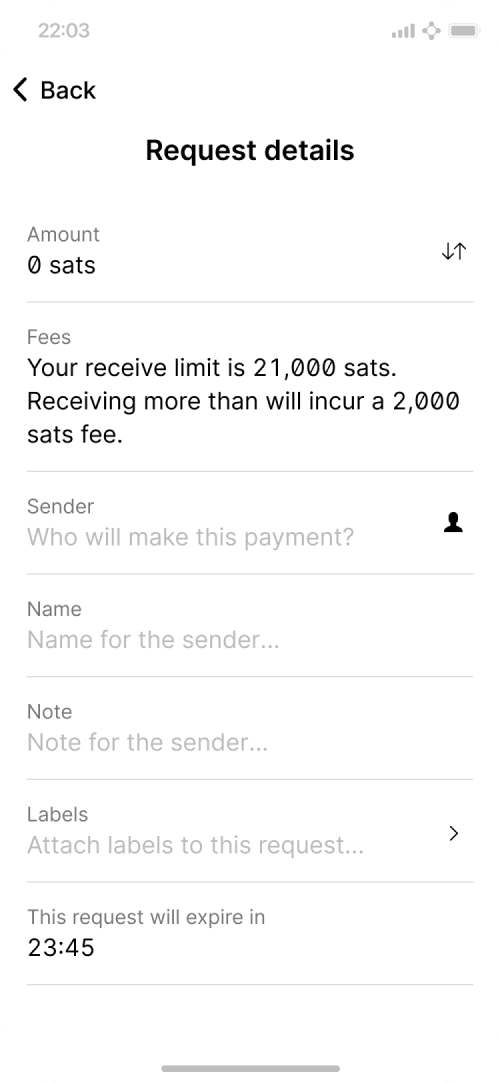 22:03
Back
Request details
Amount
0 sats
Fees
Your receive limit is 21,000 sats.
Receiving more than will incur a 2,000
sats fee.
Sender
Who will make this payment?
Name
Name for the sender...
Note
Note for the sender...
Labels
Attach labels to this request...
This request will expire in
23:45